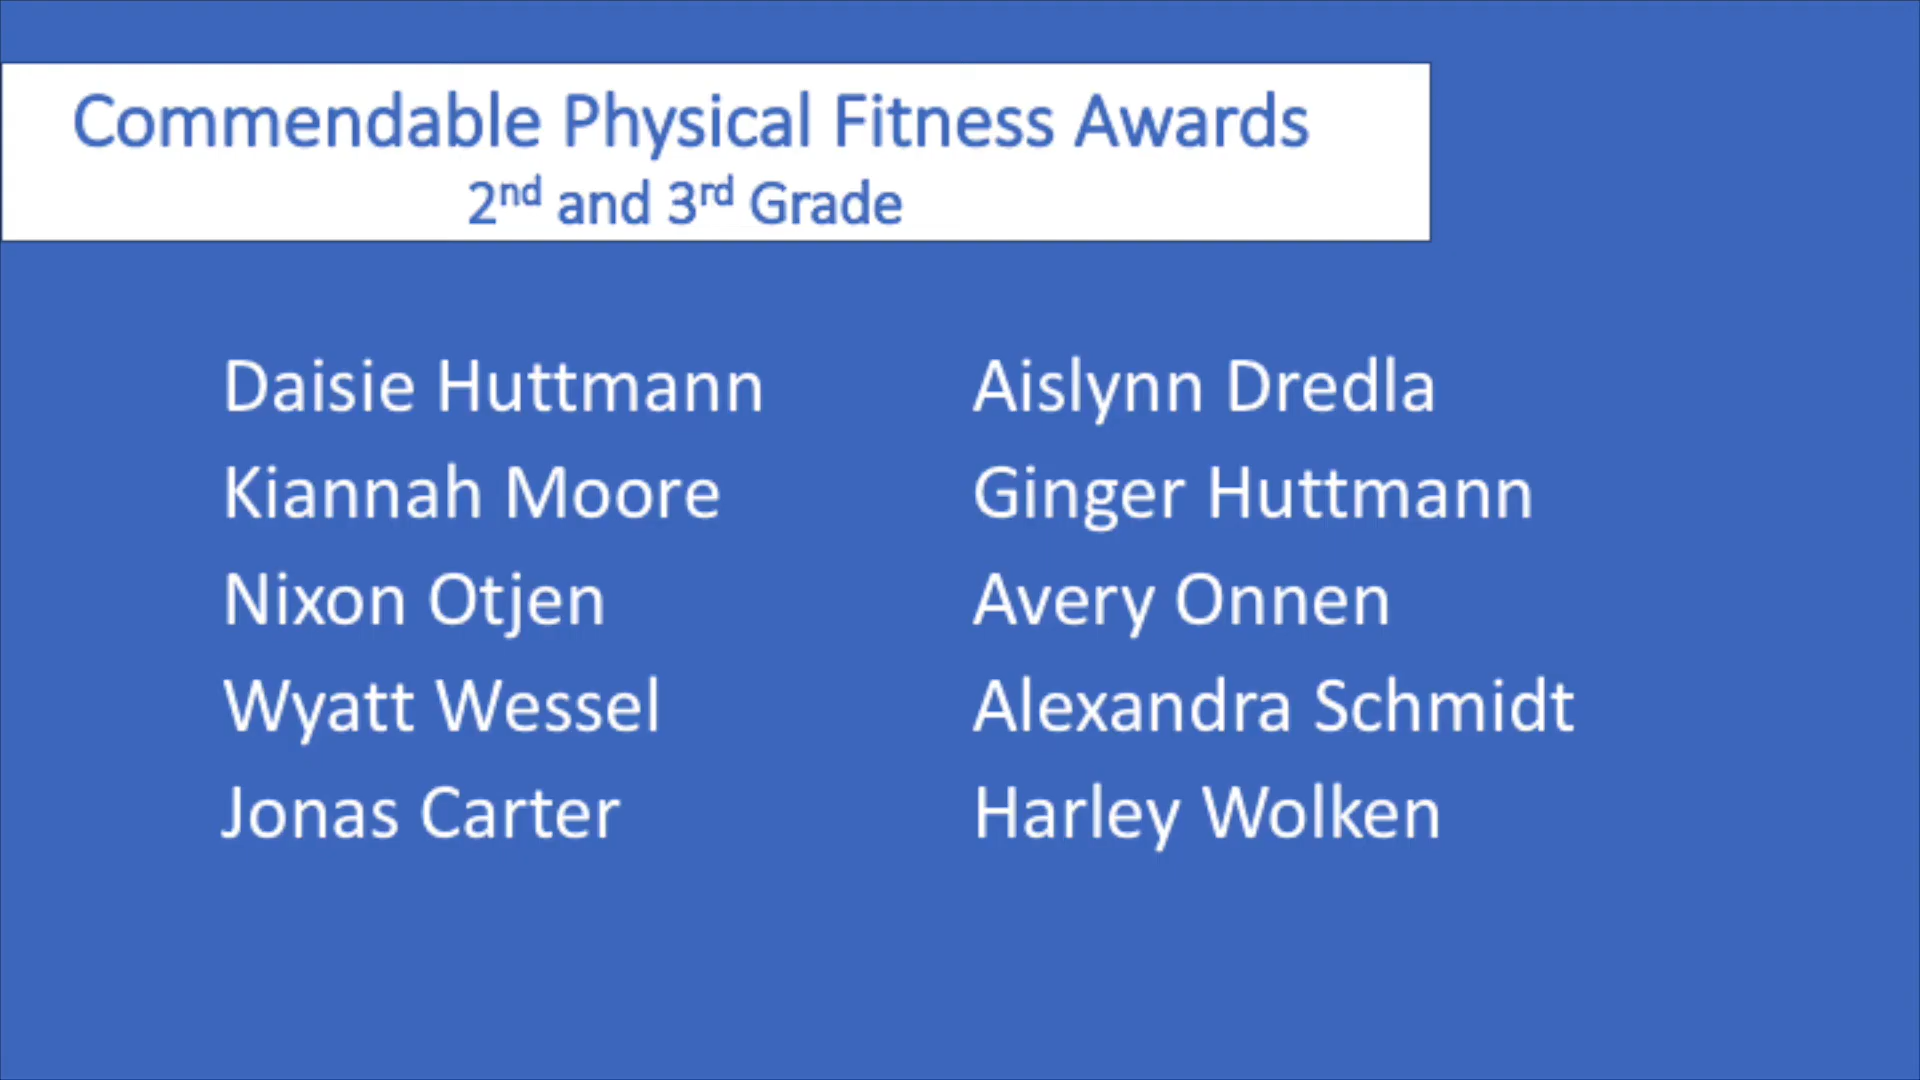 Commendable Physical Fitness Awards
2nd and 3rd Grade
Daisie Huttmann
Kiannah Moore
Nixon Otjen
Wyatt Wessel
Jonas Carter
Aislynn Dredla
Ginger Huttmann
Avery Onnen
Alexandra Schmidt
Harley Wolken